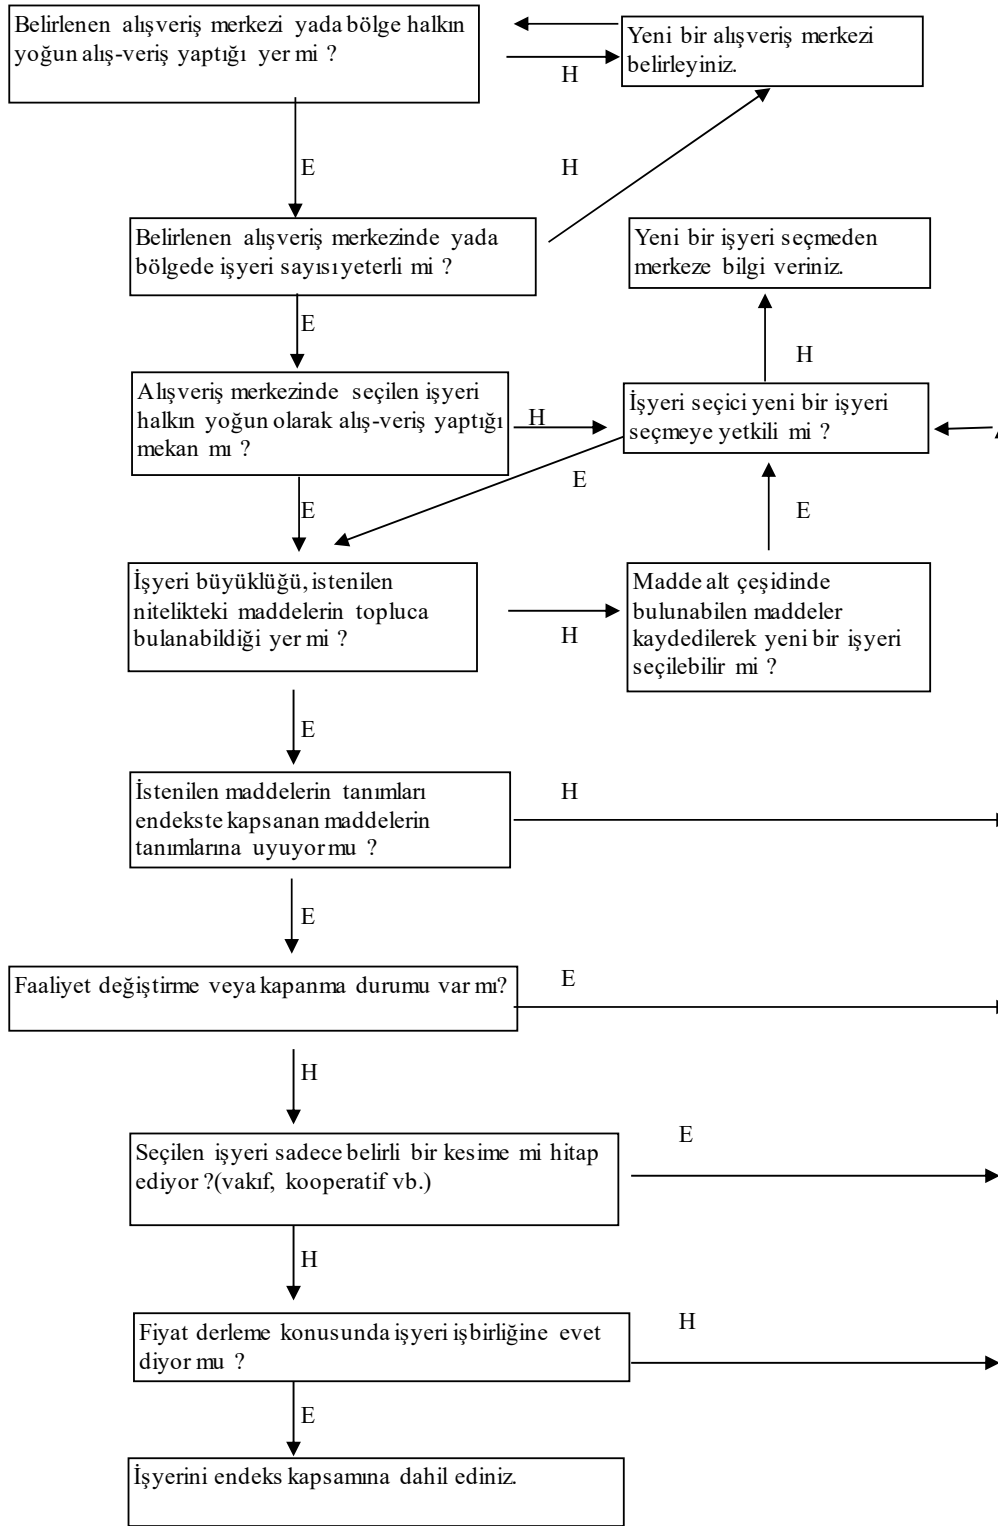 Belirlenen alışveriş merkezi yada bölge halkın
yoğun alış-veriş yaptığı yer mi ?
Yeni bir alışveriş merkezi
belirleyiniz.
H
E
H
Belirlenen alışveriş merkezinde yada
bölgede işyeri sayısı yeterli mi ?
Yeni bir işyeri seçmeden
merkeze bilgi veriniz.
E
H
Alışveriş merkezinde seçilen işyeri
halkın yoğun olarak alış-veriş yaptığı
mekan mı ?
H
İşyeri seçici yeni bir işyeri
seçmeye yetkili mi ?
E
E
E
İşyeri büyüklüğü, istenilen
nitelikteki maddelerin topluca
bulanabildiği yer mi ?
H
Madde alt çeşidinde
bulunabilen maddeler
kaydedilerek yeni bir işyeri
seçilebilir mi ?
E
İstenilen maddelerin tanımları
endekste kapsanan maddelerin
tanımlarına uyuyor mu ?
H
E
Faaliyet değiştirme veya kapanma durumu var mı?
E
H
Seçilen işyeri sadece belirli bir kesime mi hitap
ediyor ?(vakıf, kooperatif vb.)
E
H
Fiyat derleme konusunda işyeri işbirliğine evet
diyor mu ?
H
E
İşyerini endeks kapsamına dahil ediniz.